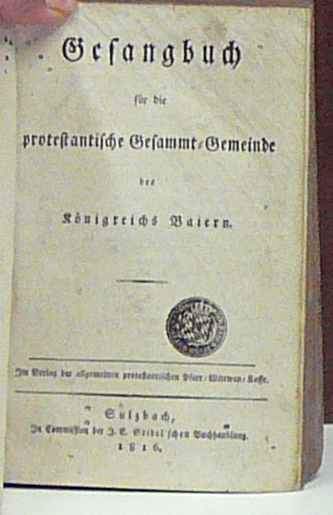 Gesangbuch
für die
protestantische Gesammt-Gemeinde
des
Königreichs Baiern.
Im Verlag der allgemeinen protestantischen Pfarr-Wittwen-Kasse.
Sulzbach,
In Commission der J. E. Seidel'schen Buchhandlung.
1816.